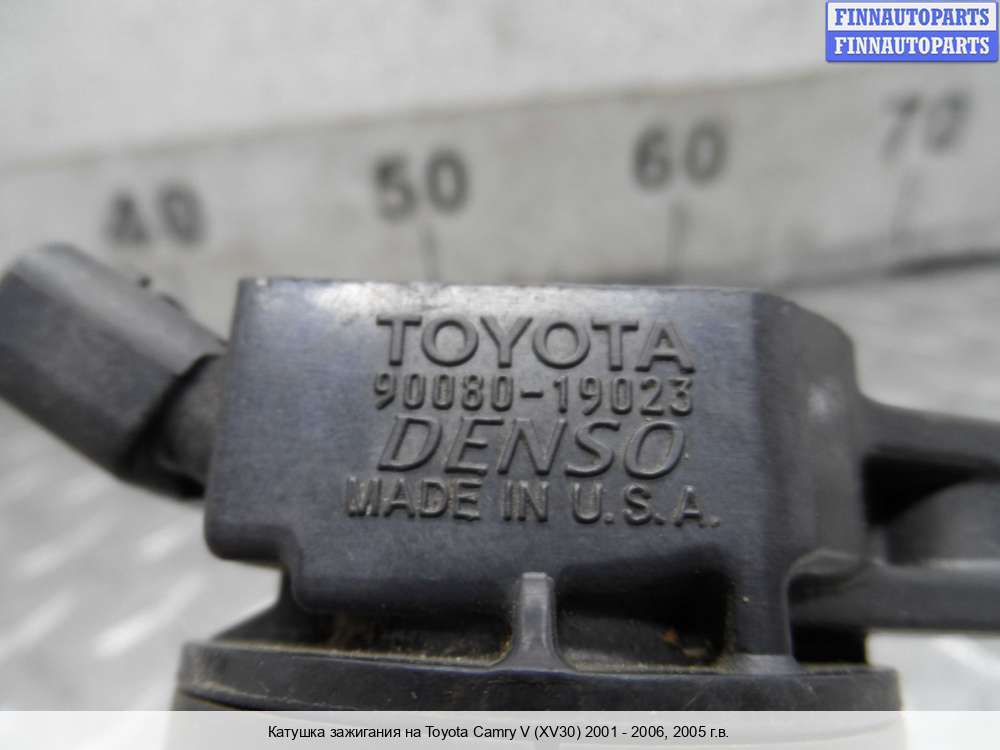 FINNAUTOPARTS
FINNAUTOPARTS
40 50 60 70
TOYOTA
90080-19023
DENSO
MADE IN U.S.A.
Катушка зажигания на Toyota Camry V (XV30) 2001 - 2006, 2005 г.в.